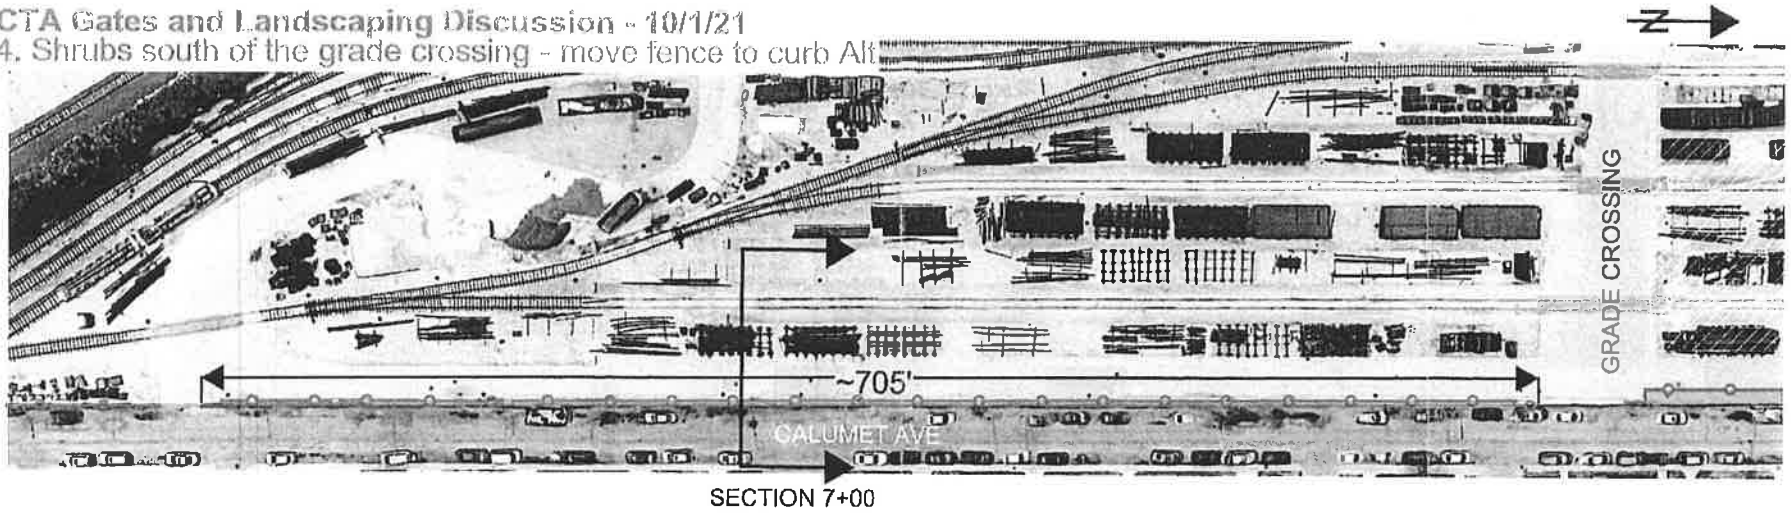 CTA Gates and Landscaping Discussion - 10/1/21
4. Shrubs south of the grade crossing - move fence to curb Alt
N
GRADE CROSSING
~705'
CALUMET AVE
SECTION 7+00